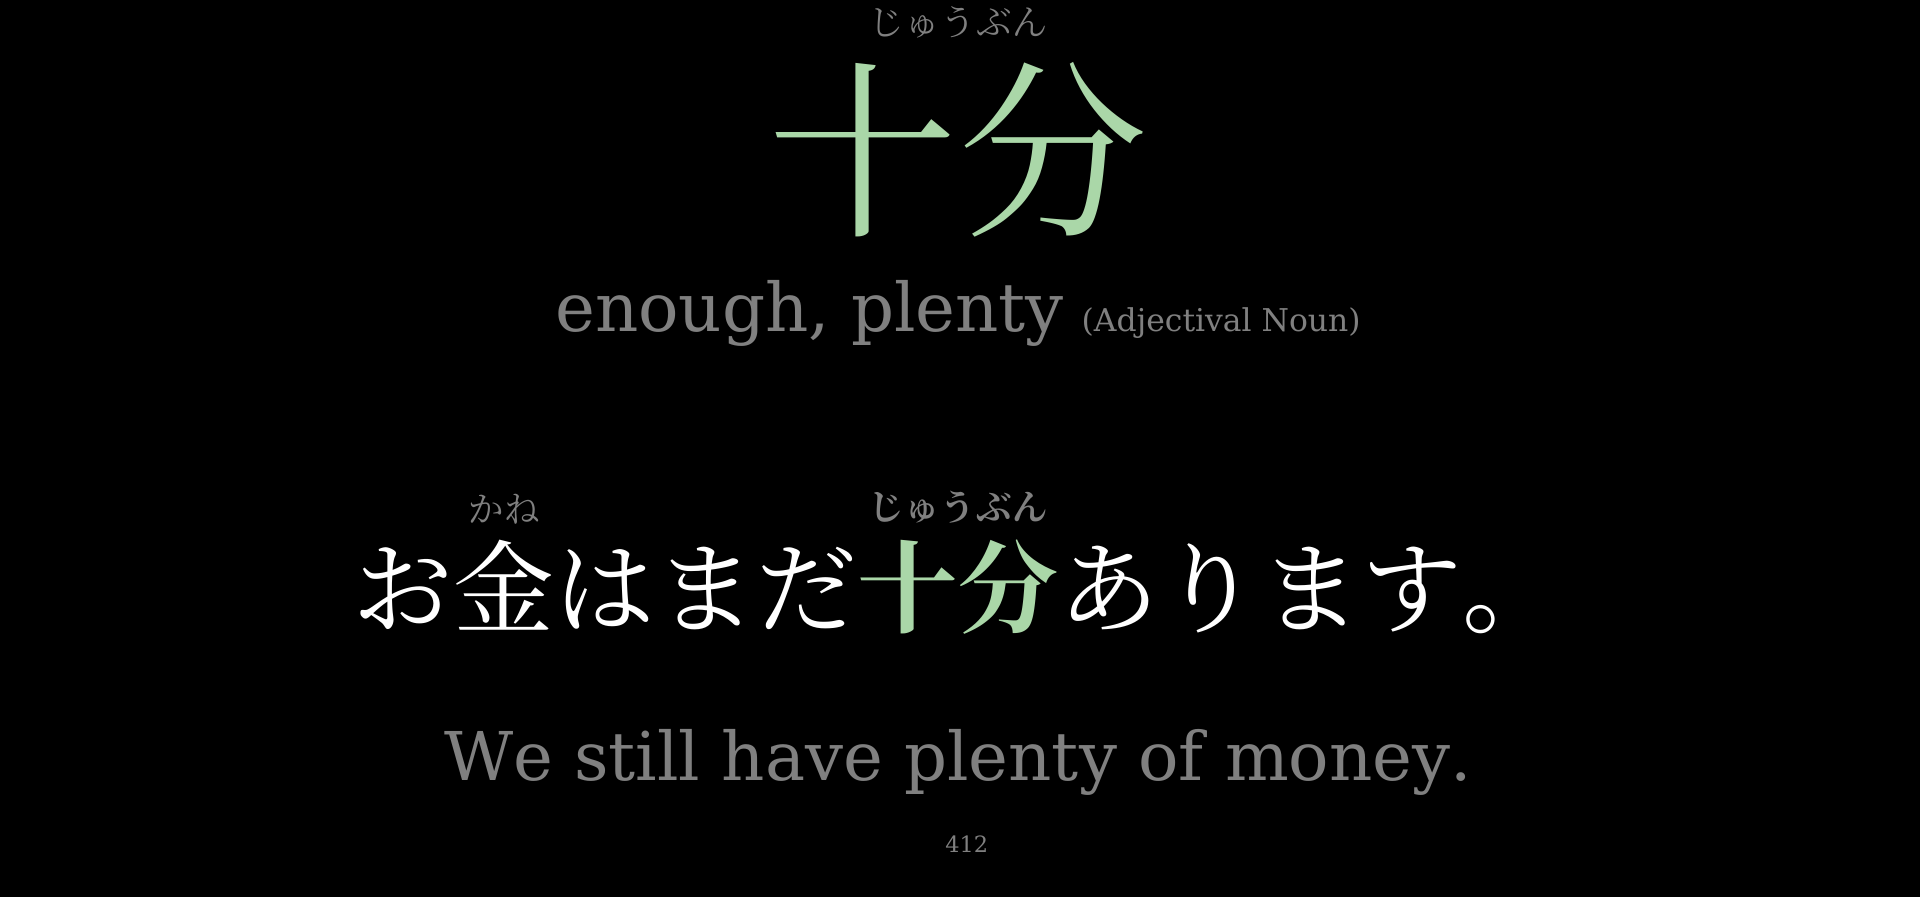 じゅうぶん
十分
enough, plenty (Adjectival Noun)
かね じゅうぶん
お金はまだ十分あります。
We still have plenty of money.
412